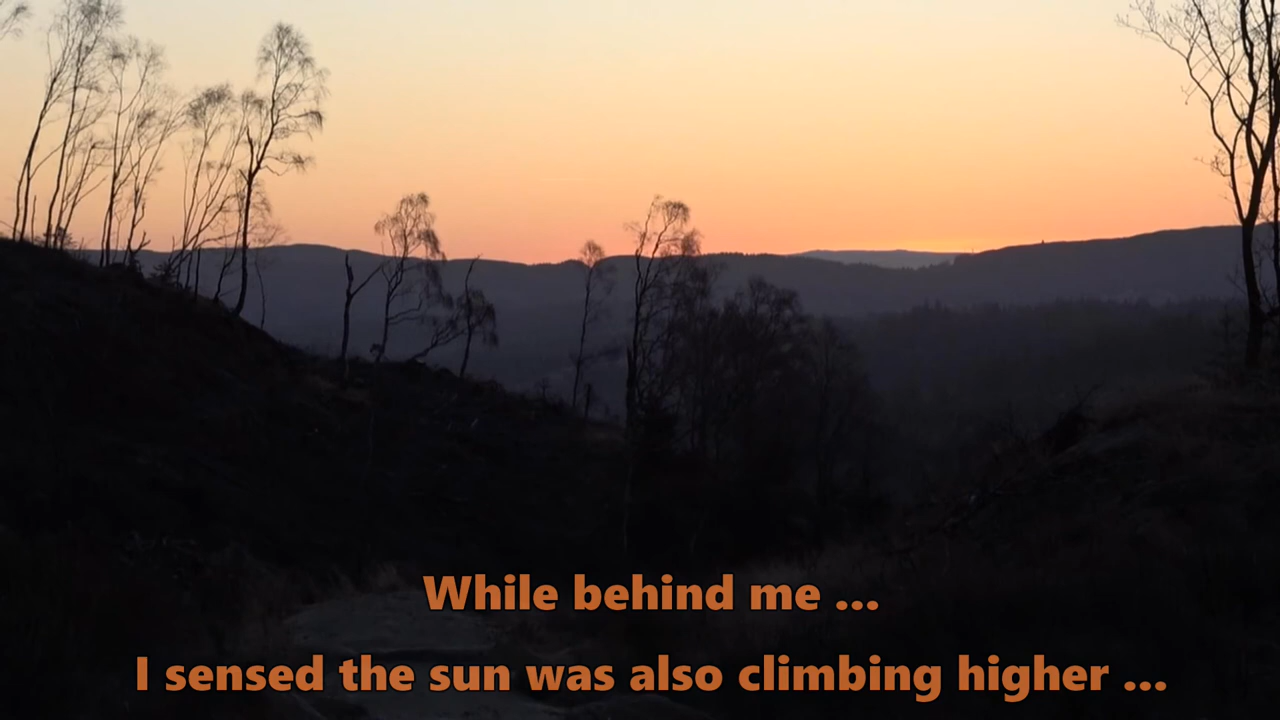 While behind me ...
I sensed the sun was also climbing higher ...